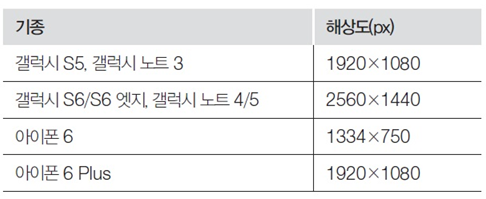 기종 해상도(px)
갤럭시 S5, 갤럭시 노트 3 1920×1080
갤럭시 S6/S6 엣지, 갤럭시 노트 4/5 2560×1440
아이폰 6 1334×750
아이폰 6 Plus 1920×1080